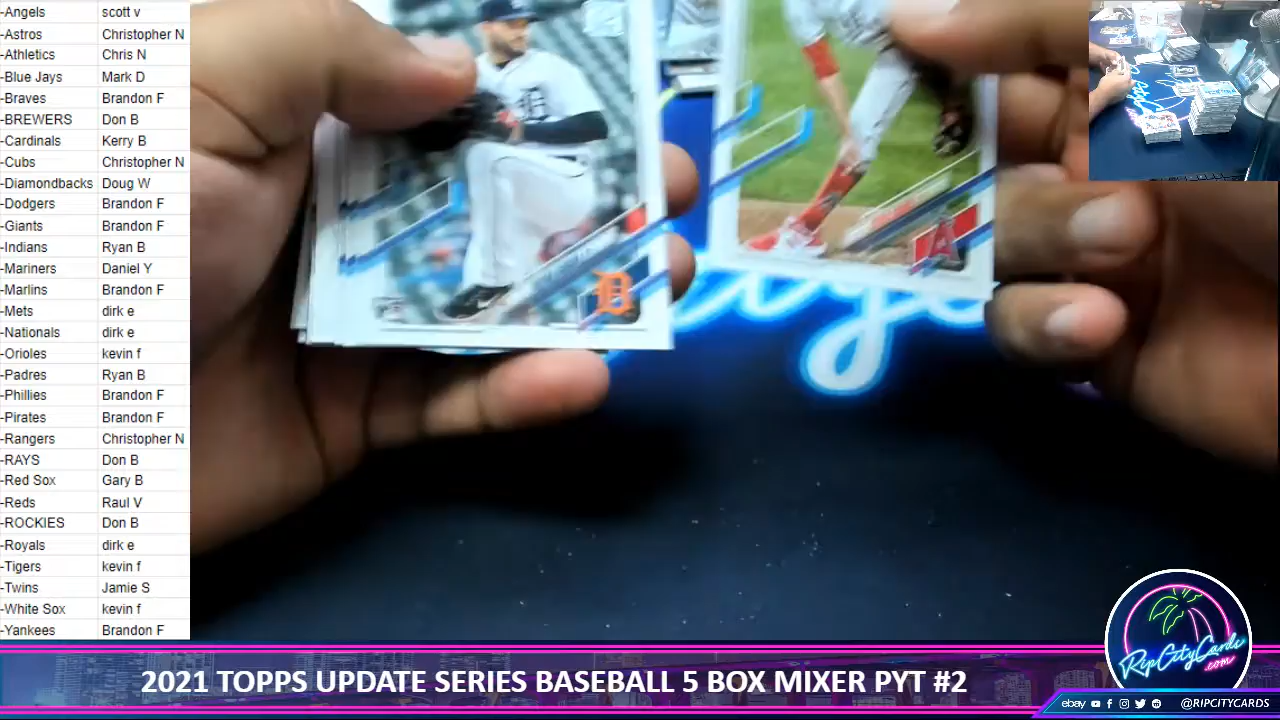 -Angels scott v
-Astros Christopher N
-Athletics Chris N
-Blue Jays Mark D
-Braves Brandon F
-BREWERS Don B
-Cardinals Kerry B
-Cubs Christopher N
-Diamondbacks Doug W
-Dodgers Brandon F
-Giants Brandon F
-Indians Ryan B
-Mariners Daniel Y
-Marlins Brandon F
-Mets dirk e
-Nationals dirk e
-Orioles kevin f
-Padres Ryan B
-Phillies Brandon F
-Pirates Brandon F
-Rangers Christopher N
-RAYS Don B
-Red Sox Gary B
-Reds Raul V
-ROCKIES Don B
-Royals dirk e
-Tigers kevin f
-Twins Jamie S
-White Sox kevin f
-Yankees Brandon F
D
A
RipCityCards
.com
2021 TOPPS UPDATE SERIES BASEBALL 5 BOX MIXER PYT #2
ebay @RIPCITYCARDS